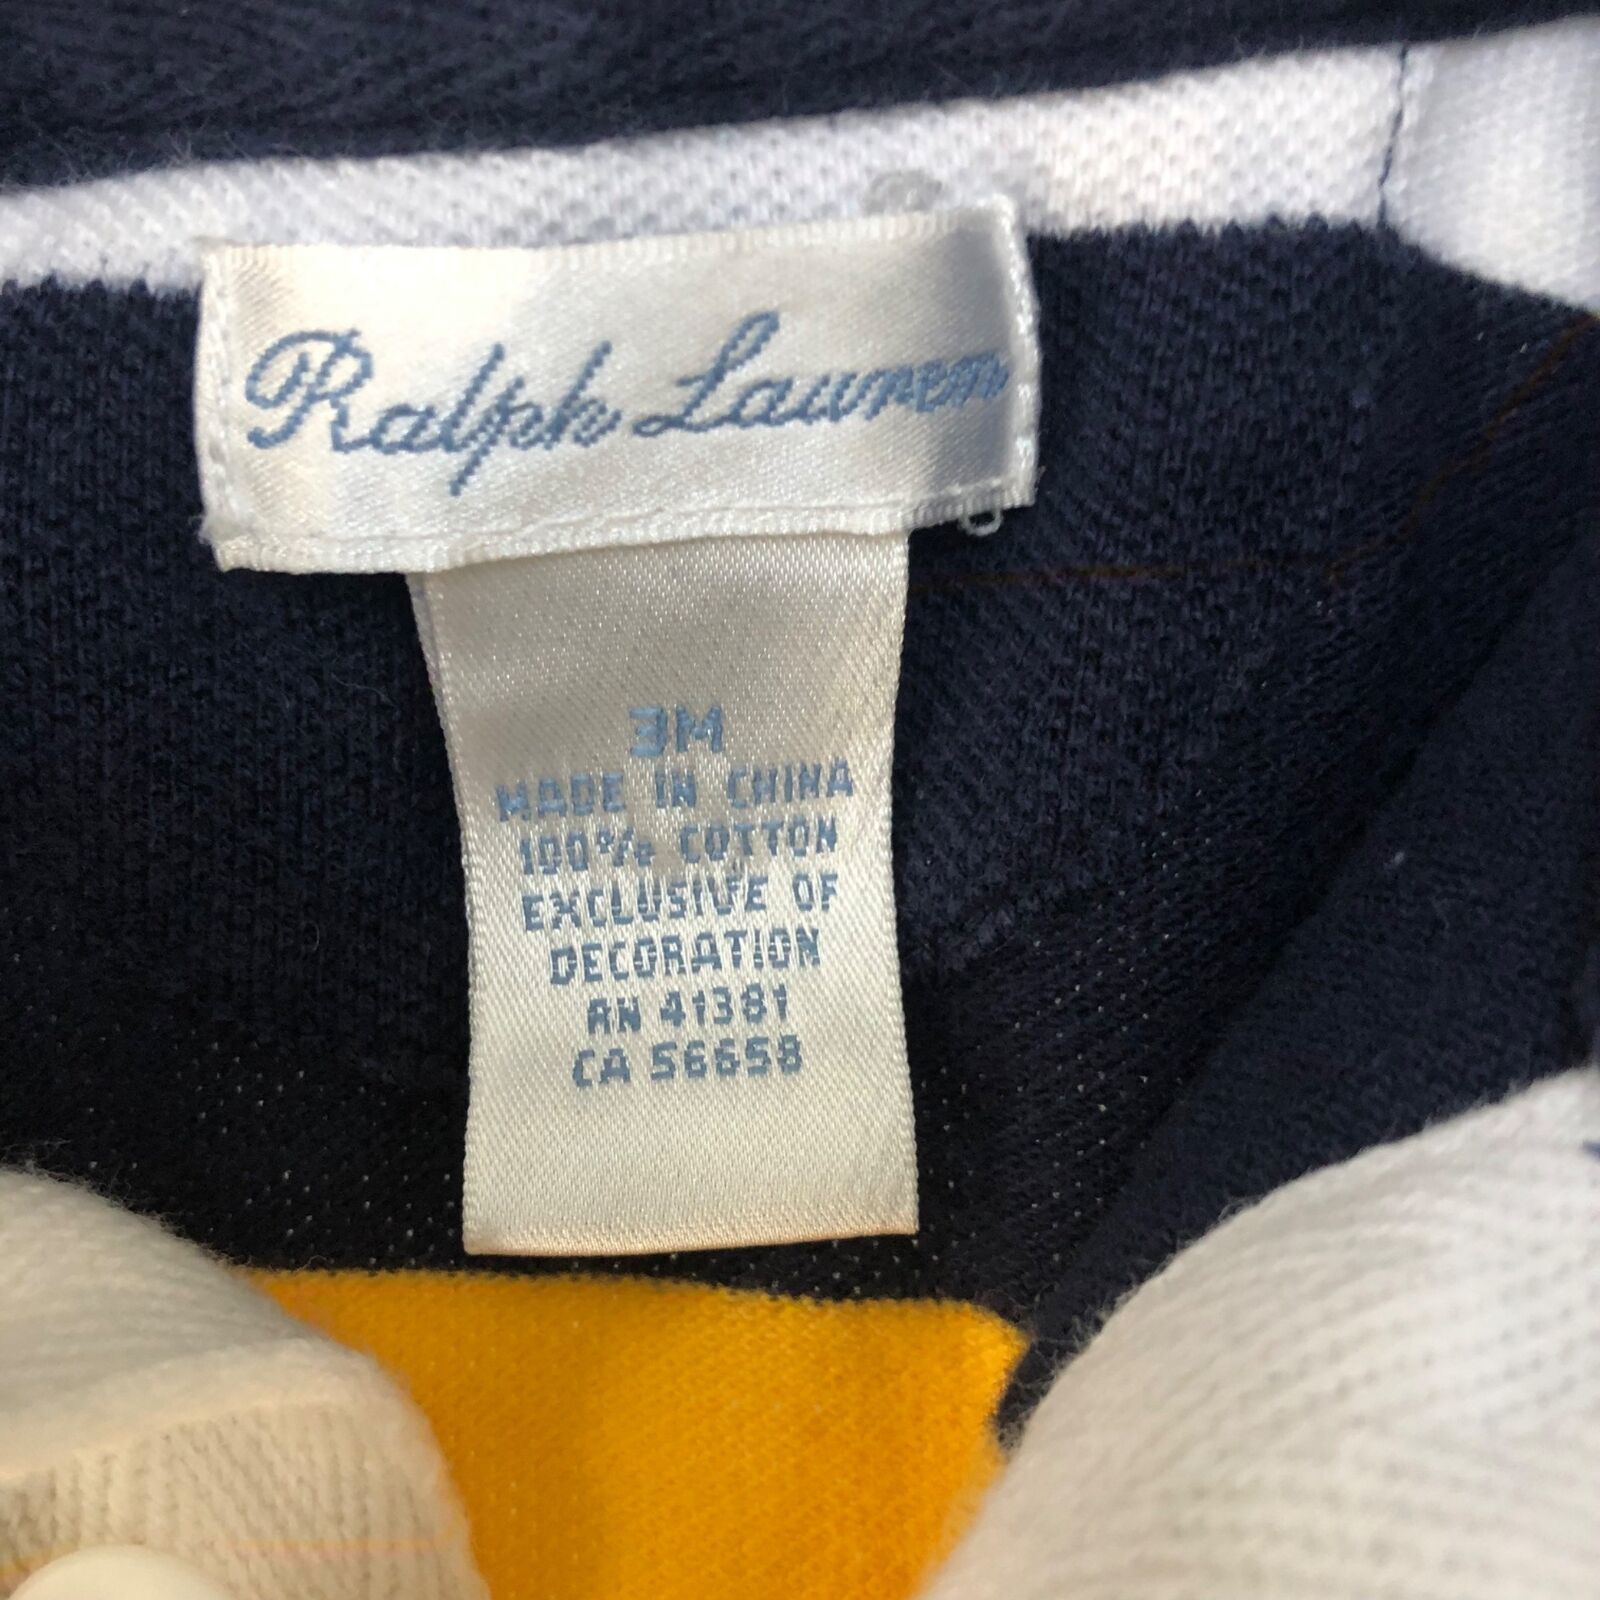 Ralph Lauren
3M
MADE IN CHINA
100% COTTON
EXCLUSIVE OF
DECORATION
RN 41381
CA 56658